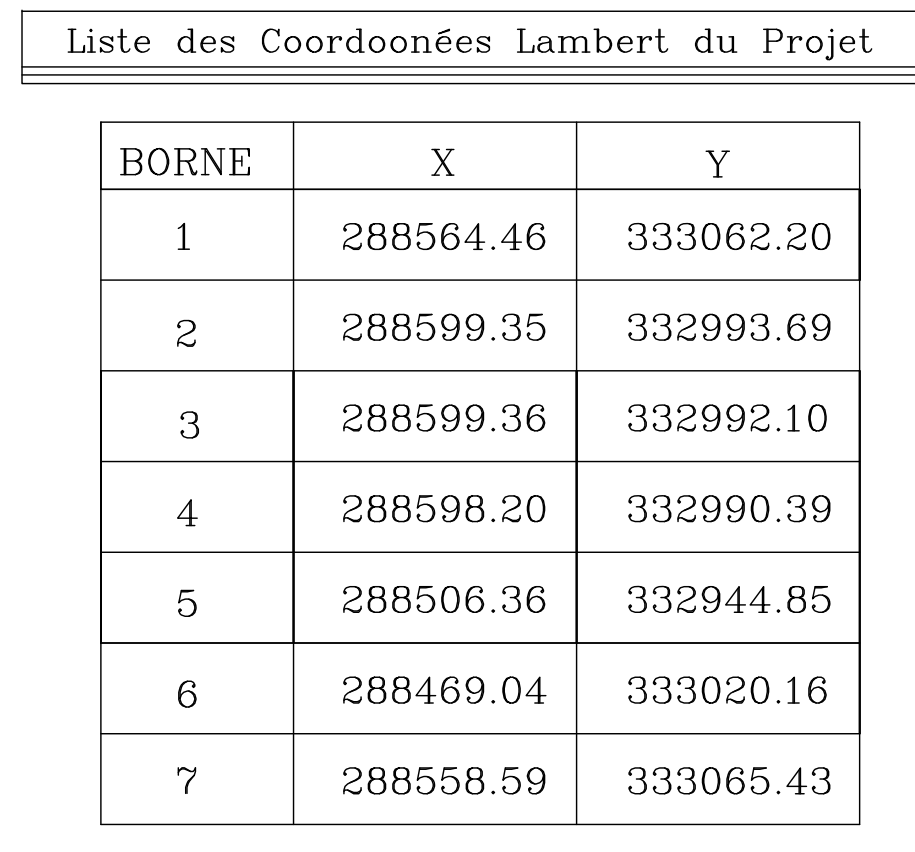 Liste des Coordoonées Lambert du Projet
BORNE X Y
1 288564.46 333062.20
2 288599.35 332993.69
3 288599.36 332992.10
4 288598.20 332990.39
5 288506.36 332944.85
6 288469.04 333020.16
7 288558.59 333065.43